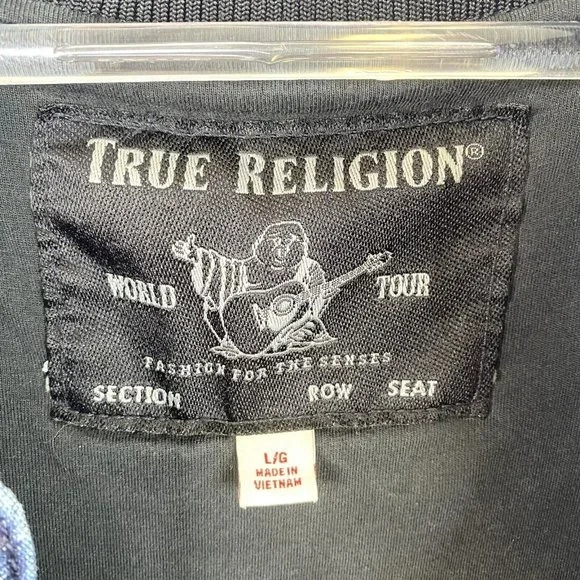 TRUE RELIGION®
WORLD TOUR
FASHION FOR THE SENSES
SECTION ROW SEAT
L/G
MADE IN
VIETNAM